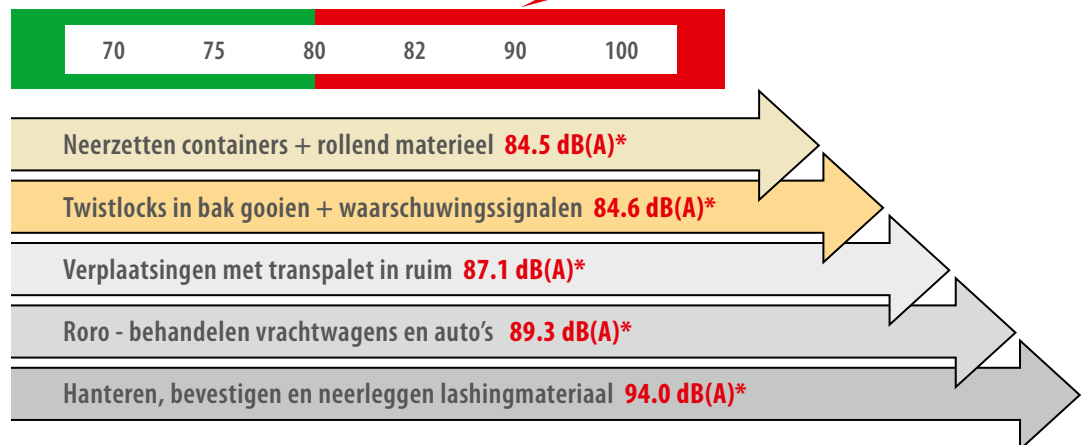 70 75 80 82 90 100
Neerzetten containers + rollend materieel 84.5 dB(A)*
Twistlocks in bak gooien + waarschuwingssignalen 84.6 dB(A)*
Verplaatsingen met transpalet in ruim 87.1 dB(A)*
Roro - behandelen vrachtwagens en auto's 89.3 dB(A)*
Hanteren, bevestigen en neerleggen lashingmateriaal 94.0 dB(A)*